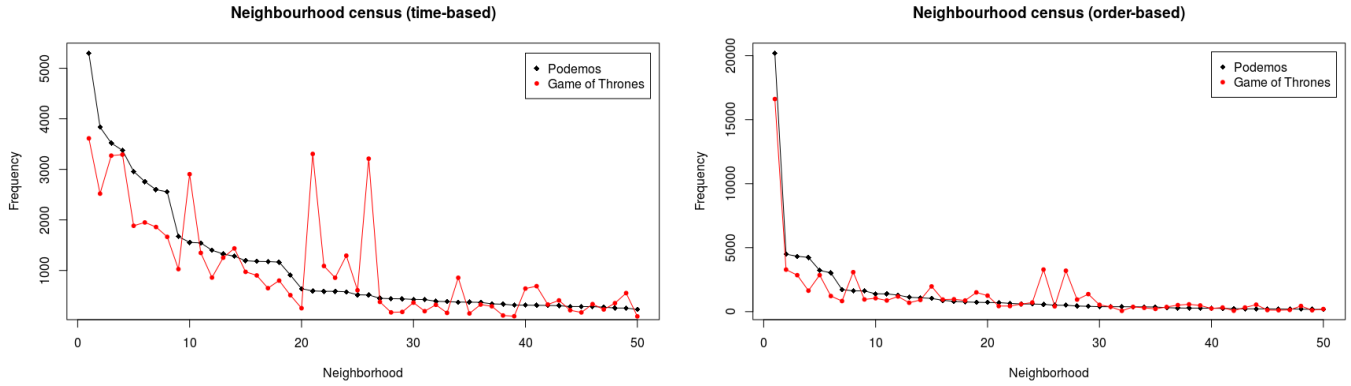 Neighbourhood census (time-based)
Frequency
5000
4000
3000
2000
1000
Podemos
Game of Thrones
0
10
20
30
40
50
Neighborhood
Neighbourhood census (order-based)
Frequency
20000
15000
10000
5000
0
Podemos
Game of Thrones
0
10
20
30
40
50
Neighborhood